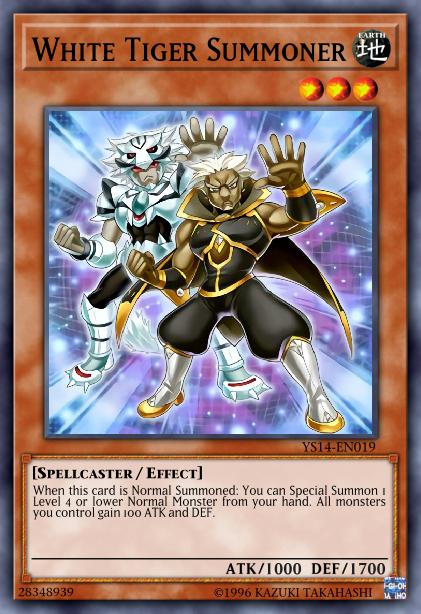 White Tiger Summoner
EARTH
地
YS14-EN019
[Spellcaster / Effect]
When this card is Normal Summoned: You can Special Summon 1
Level 4 or lower Normal Monster from your hand. All monsters
you control gain 100 ATK and DEF.
ATK/1000 DEF/1700
28348939
©1996 KAZUKI TAKAHASHI